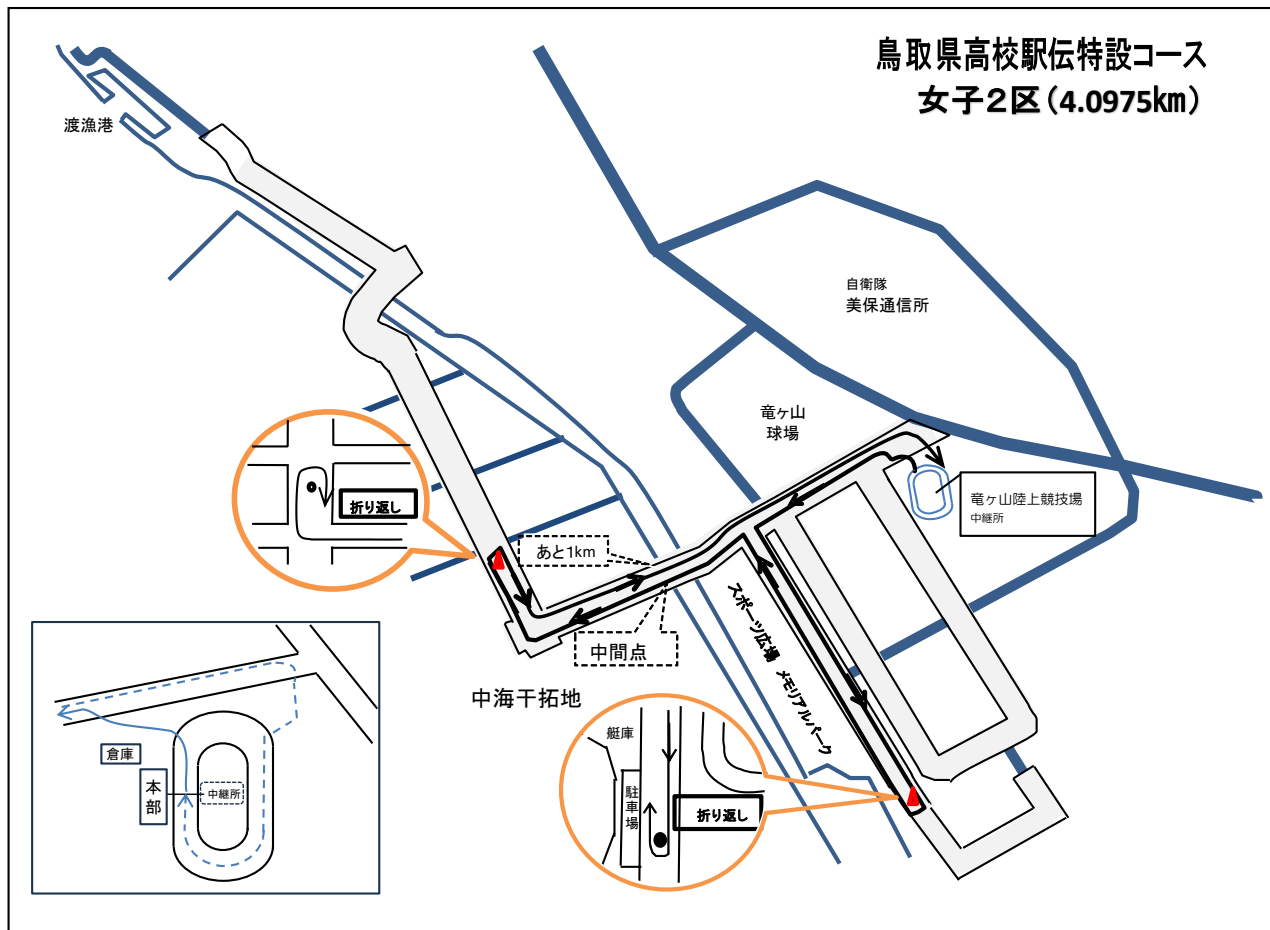 鳥取県高校駅伝特設コース
女子2区(4.0975km)
渡漁港
自衛隊
美保通信所
竜ヶ山
球場
竜ヶ山陸上競技場
中継所
折り返し
あと1km
中間点
スポーツ広場 メモリアルパーク
中海干拓地
艇庫
駐車場
折り返し
倉庫
本部
中継所